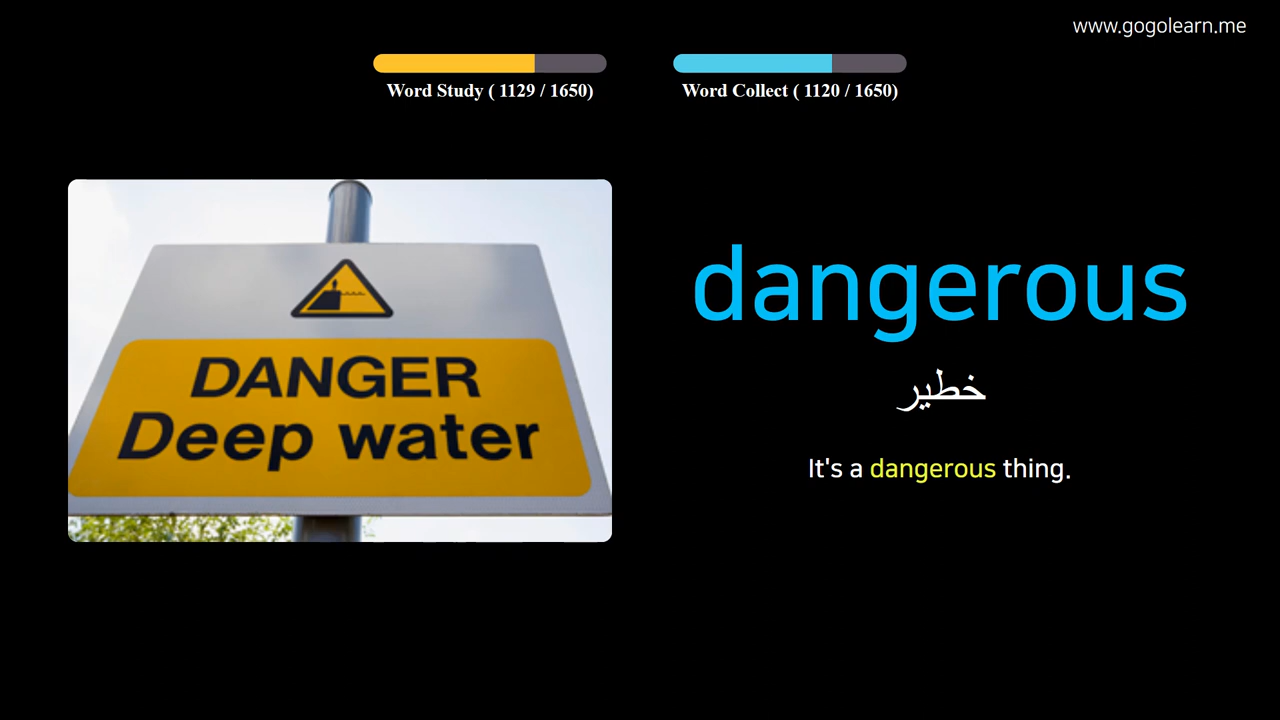 www.gogolearn.me
Word Study ( 1129 / 1650)
Word Collect ( 1120 / 1650)
DANGER
Deep water
dangerous
خطير
It's a dangerous thing.